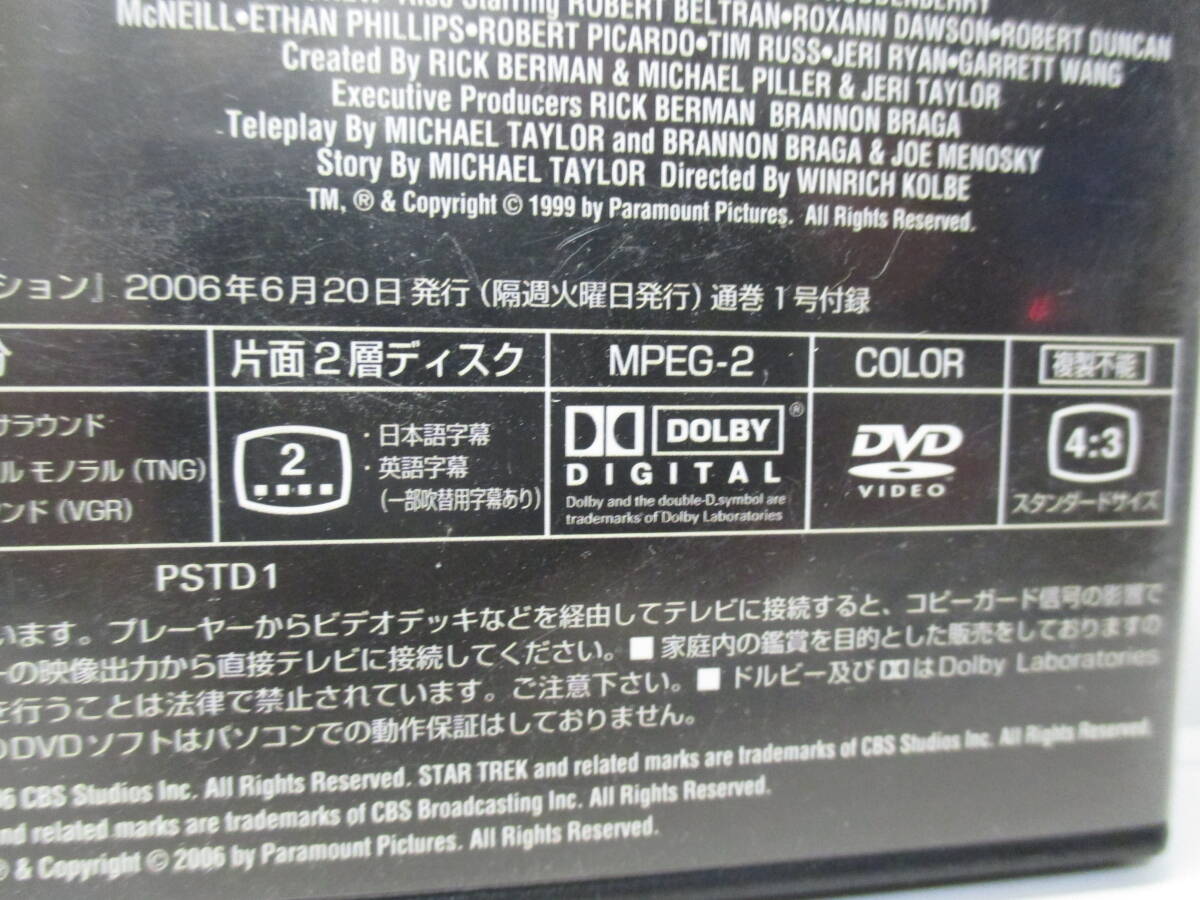 Starring ROBERT BELTRAN•ROXANN DAWSON•ROBERT DUNCAN
McNEILL•ETHAN PHILLIPS•ROBERT PICARDO•TIM RUSS•JERI RYAN•GARRETT WANG
Created By RICK BERMAN & MICHAEL PILLER & JERI TAYLOR
Executive Producers RICK BERMAN BRANNON BRAGA
Teleplay By MICHAEL TAYLOR and BRANNON BRAGA & JOE MENOSKY
Story By MICHAEL TAYLOR Directed By WINRICH KOLBE
TM, ® & Copyright © 1999 by Paramount Pictures. All Rights Reserved.
ション』 2006年6月20日 発行 (隔週火曜日発行) 通巻 1号付録
分
片面2層ディスク
MPEG-2
COLOR
複製不能
サラウンド
ル モノラル (TNG)
ンド (VGR)
2
・日本語字幕
・英語字幕
(一部吹替用字幕あり)
DOLBY®
DIGITAL
Dolby and the double-D symbol are
trademarks of Dolby Laboratories
DVD
VIDEO
4:3
スタンダードサイズ
PSTD1
います。プレーヤーからビデオデッキなどを経由してテレビに接続すると、コピーガード信号の影響で
ーの映像出力から直接テレビに接続してください。■ 家庭内の鑑賞を目的とした販売をしておりますの
を行うことは法律で禁止されています。ご注意下さい。■ ドルビー及びはDolby Laboratories
のDVDソフトはパソコンでの動作保証はしておりません。
6 CBS Studios Inc. All Rights Reserved. STAR TREK and related marks are trademarks of CBS Studios Inc. All Rights Reserved.
and related marks are trademarks of CBS Broadcasting Inc. All Rights Reserved.
® & Copyright © 2006 by Paramount Pictures. All Rights Reserved.